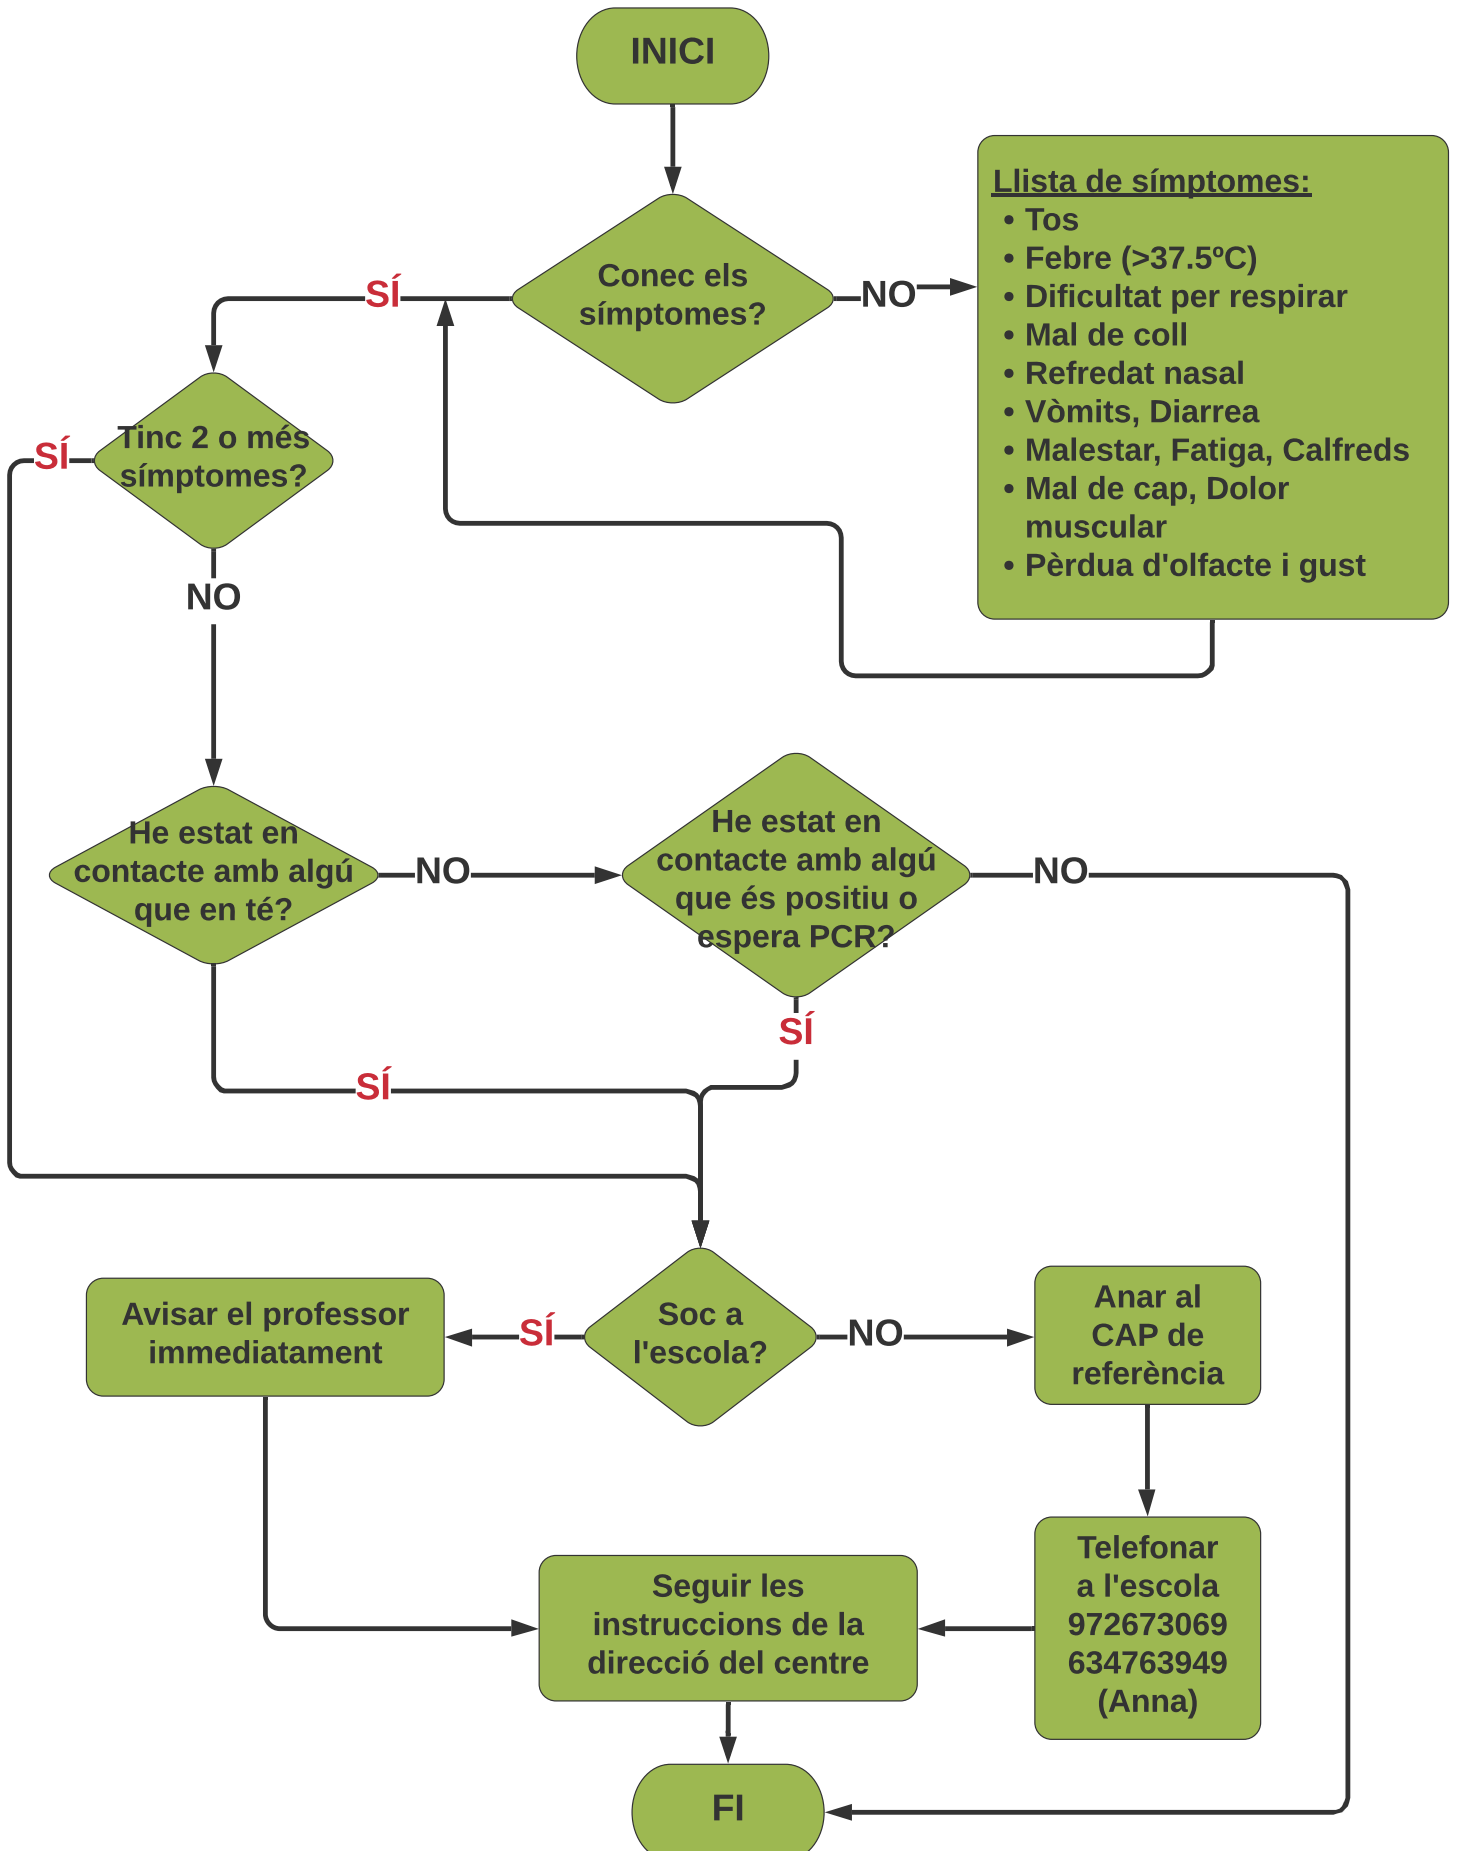 INICI
Conec els
símptomes?
SÍ
NO
Llista de símptomes:
• Tos
• Febre (>37.5ºC)
• Dificultat per respirar
• Mal de coll
• Refredat nasal
• Vòmits, Diarrea
• Malestar, Fatiga, Calfreds
• Mal de cap, Dolor
muscular
• Pèrdua d'olfacte i gust
Tinc 2 o més
símptomes?
SÍ
NO
He estat en
contacte amb algú
que en té?
NO
SÍ
He estat en
contacte amb algú
que és positiu o
espera PCR?
NO
SÍ
Soc a
l'escola?
SÍ
NO
Avisar el professor
immediatament
Anar al
CAP de
referència
Telefonar
a l'escola
972673069
634763949
(Anna)
Seguir les
instruccions de la
direcció del centre
FI